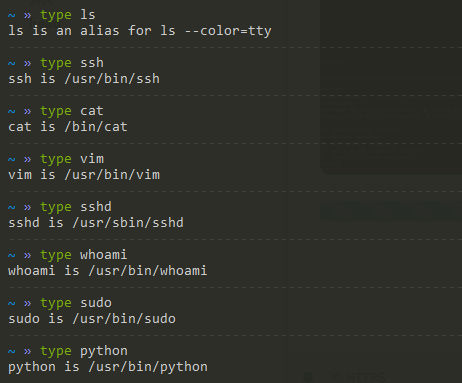 ~ » type ls
ls is an alias for ls --color=tty
~ » type ssh
ssh is /usr/bin/ssh
~ » type cat
cat is /bin/cat
~ » type vim
vim is /usr/bin/vim
~ » type sshd
sshd is /usr/sbin/sshd
~ » type whoami
whoami is /usr/bin/whoami
~ » type sudo
sudo is /usr/bin/sudo
~ » type python
python is /usr/bin/python